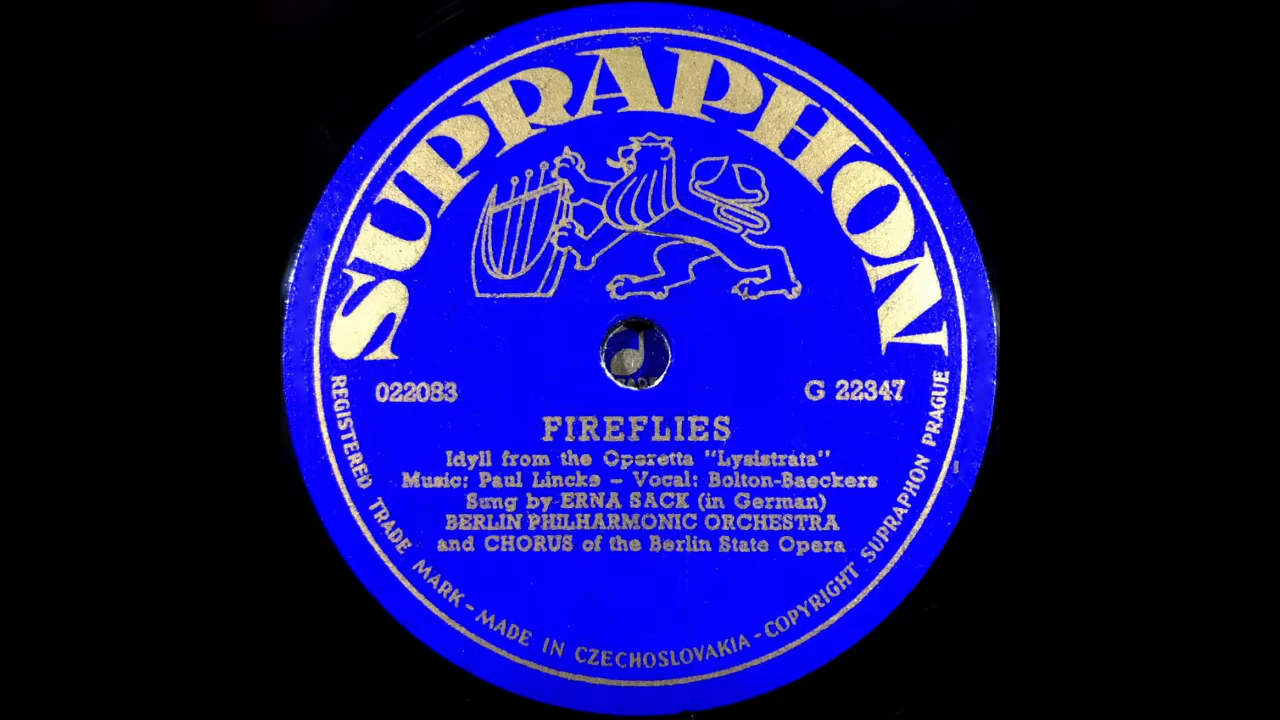 SUPRAPHON
022083
G 22347
FIREFLIES
Idyll from the Operetta "Lysistrata"
Music: Paul Lincke - Vocal: Bolton-Baeckers
Sung by ERNA SACK (in German)
BERLIN PHILHARMONIC ORCHESTRA
and CHORUS of the Berlin State Opera
REGISTERED TRADE MARK - MADE IN CZECHOSLOVAKIA - COPYRIGHT SUPRAPHON PRAGUE